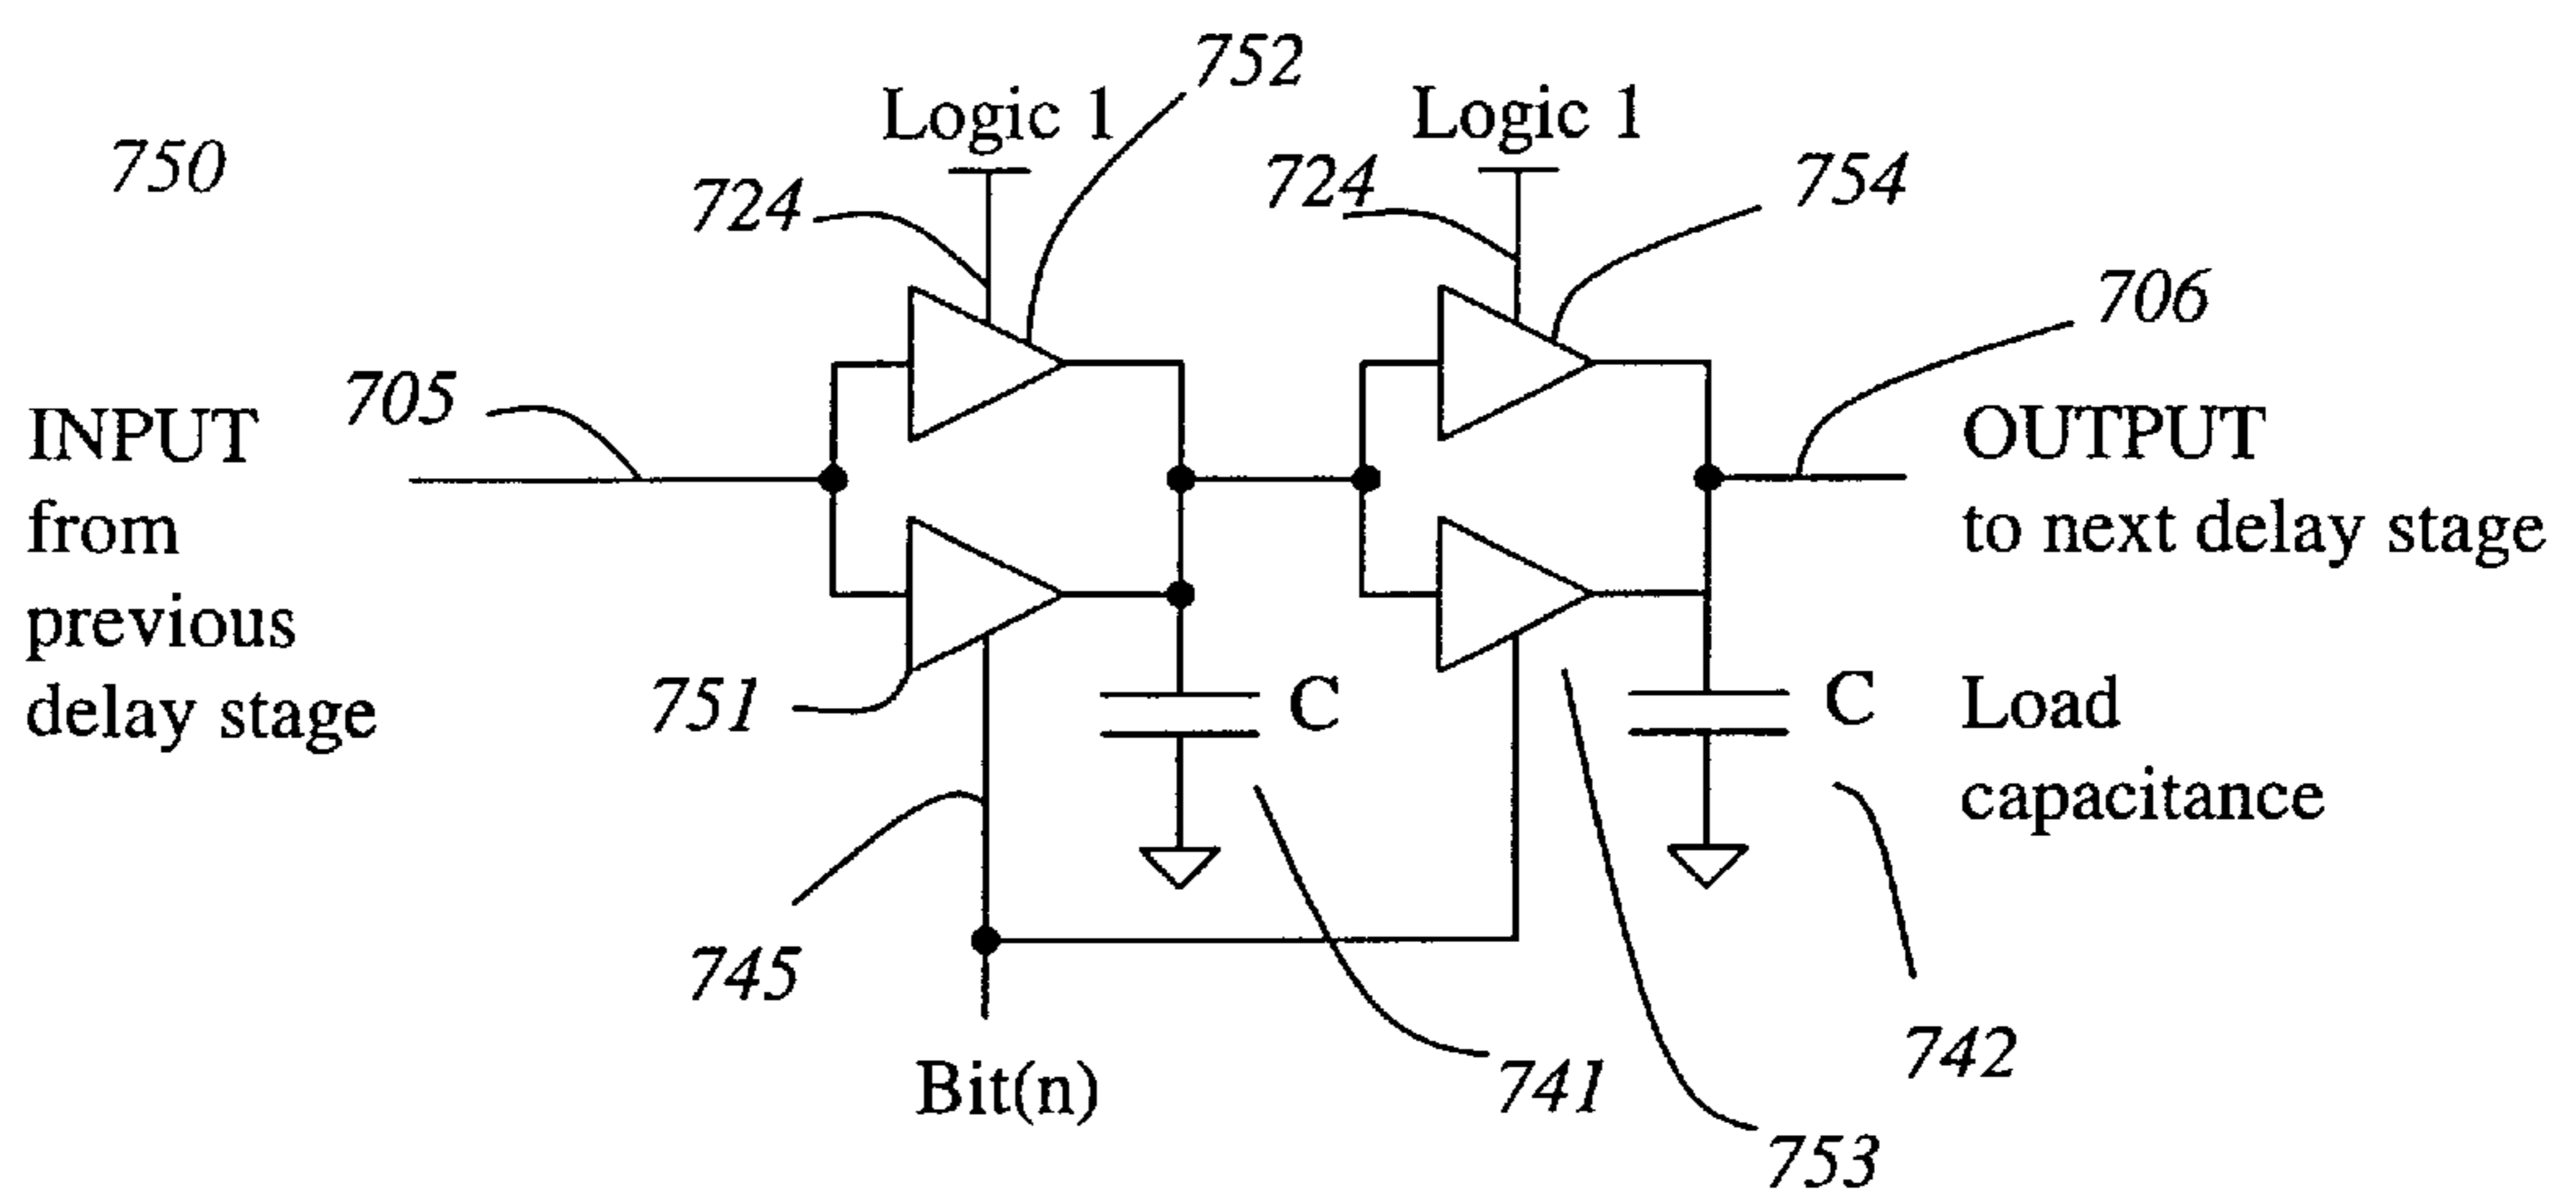 752
Logic 1
Logic 1
750
724
724
754
706
705
INPUT
from
previous
delay stage
OUTPUT
to next delay stage
751
C
C
Load
capacitance
745
Bit(n)
741
742
753